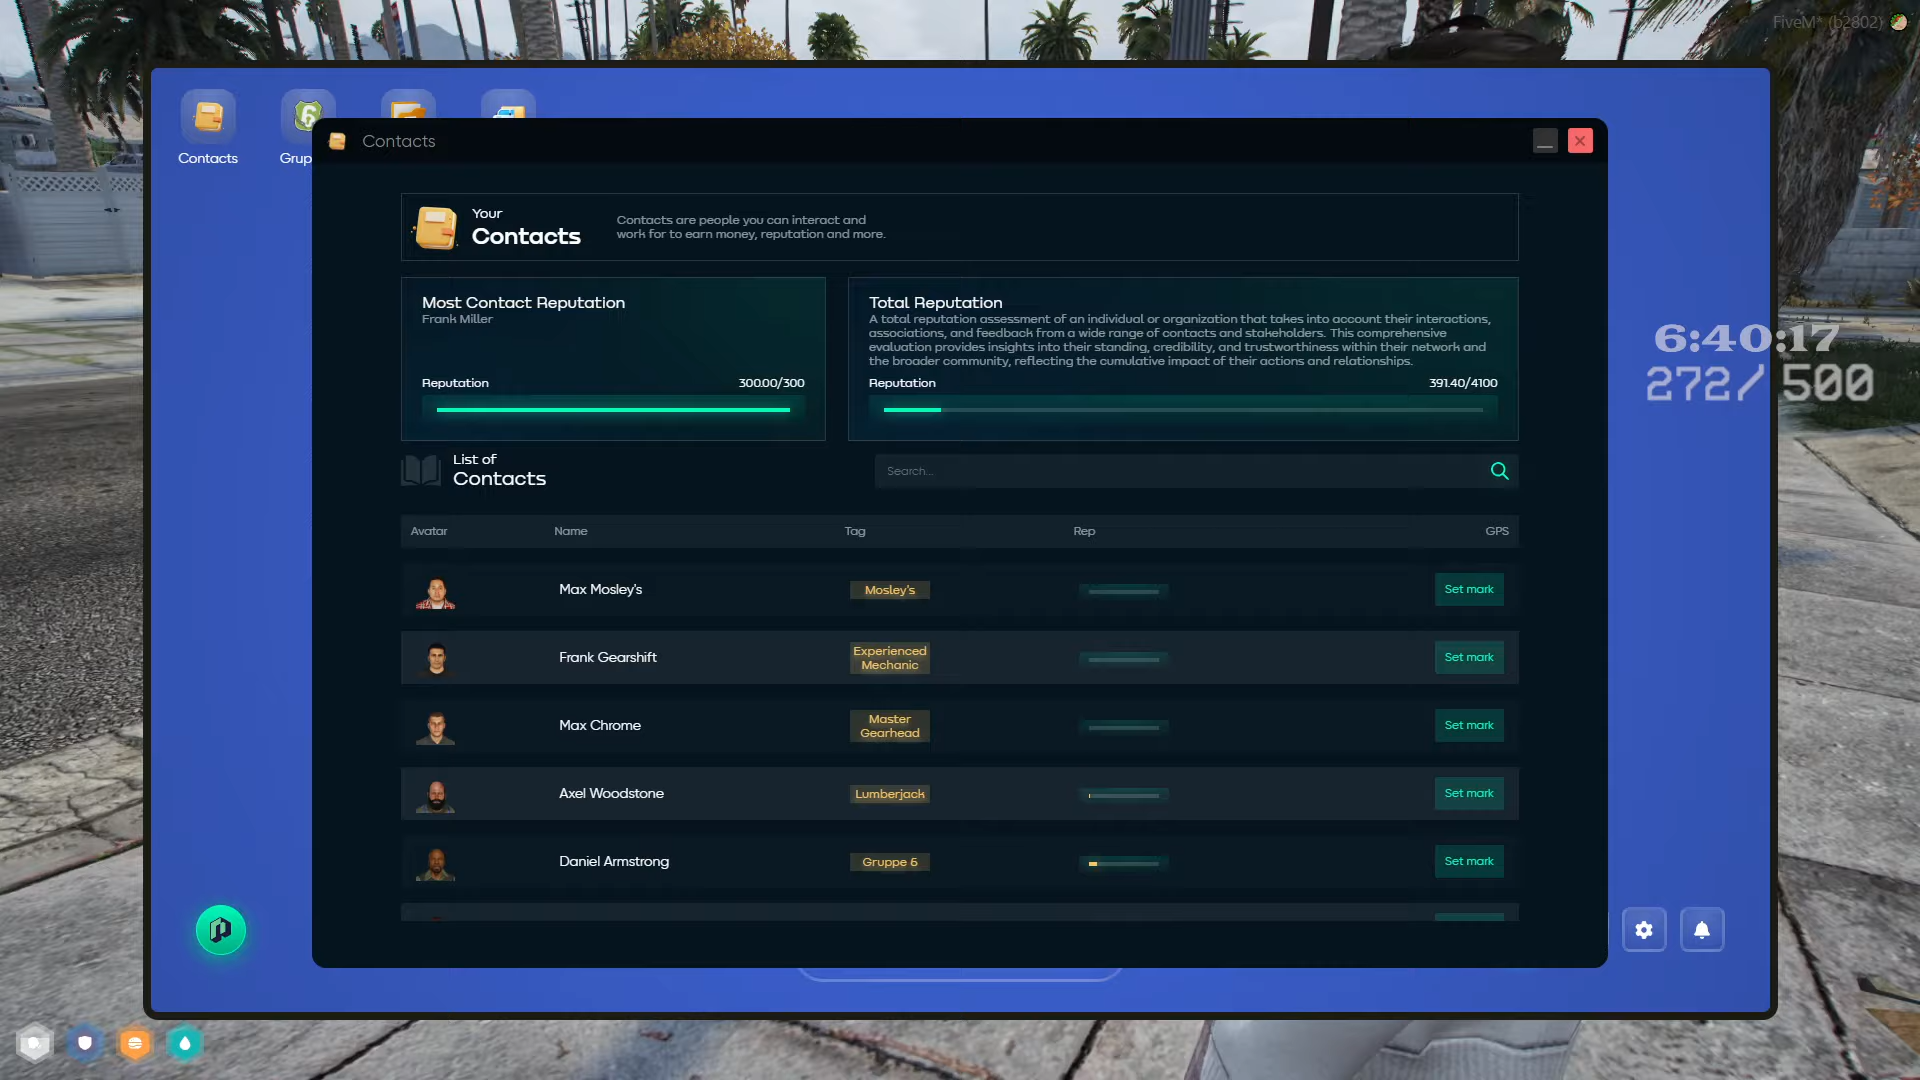 FiveM* (b2802)
Contacts
Contacts
Your
Contacts
Contacts are people you can interact and
work for to earn money, reputation and more.
Most Contact Reputation
Frank Miller
Reputation
300.00/300
Total Reputation
A total reputation assessment of an individual or organization that takes into account their interactions,
associations, and feedback from a wide range of contacts and stakeholders. This comprehensive
evaluation provides insights into their standing, credibility, and trustworthiness within their network and
the broader community, reflecting the cumulative impact of their actions and relationships.
Reputation
391.40/4100
6:40:17
272/500
List of
Contacts
Search...
Avatar Name Tag Rep GPS
Max Mosley's Mosley's Set mark
Frank Gearshift Experienced Mechanic Set mark
Max Chrome Master Gearhead Set mark
Axel Woodstone Lumberjack Set mark
Daniel Armstrong Gruppe 6 Set mark